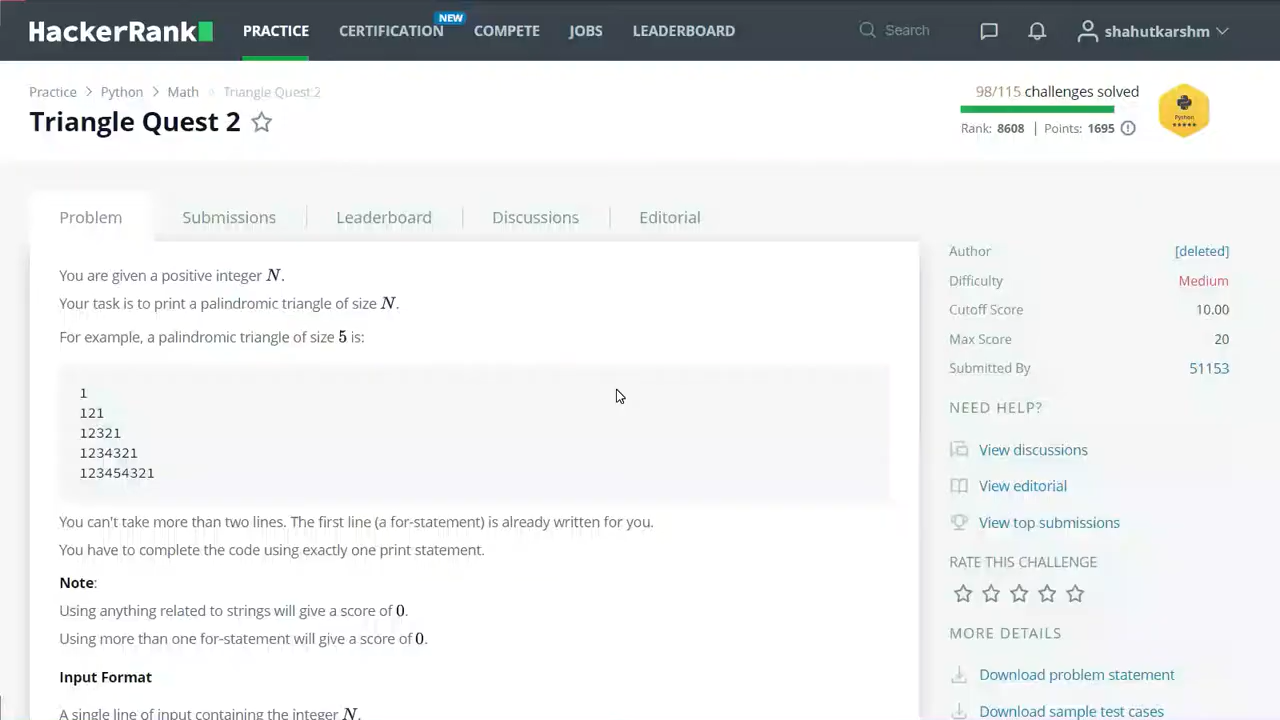 HackerRank PRACTICE CERTIFICATION NEW COMPETE JOBS LEADERBOARD Search shahutkarshm
Practice > Python > Math > Triangle Quest 2
Triangle Quest 2
98/115 challenges solved
Rank: 8608 | Points: 1695
Python
Problem Submissions Leaderboard Discussions Editorial
You are given a positive integer N.
Your task is to print a palindromic triangle of size N.
For example, a palindromic triangle of size 5 is:
1
121
12321
1234321
123454321
You can't take more than two lines. The first line (a for-statement) is already written for you.
You have to complete the code using exactly one print statement.
Note:
Using anything related to strings will give a score of 0.
Using more than one for-statement will give a score of 0.
Input Format
A single line of input containing the integer N.
Author [deleted]
Difficulty Medium
Cutoff Score 10.00
Max Score 20
Submitted By 51153
NEED HELP?
View discussions
View editorial
View top submissions
RATE THIS CHALLENGE
MORE DETAILS
Download problem statement
Download sample test cases